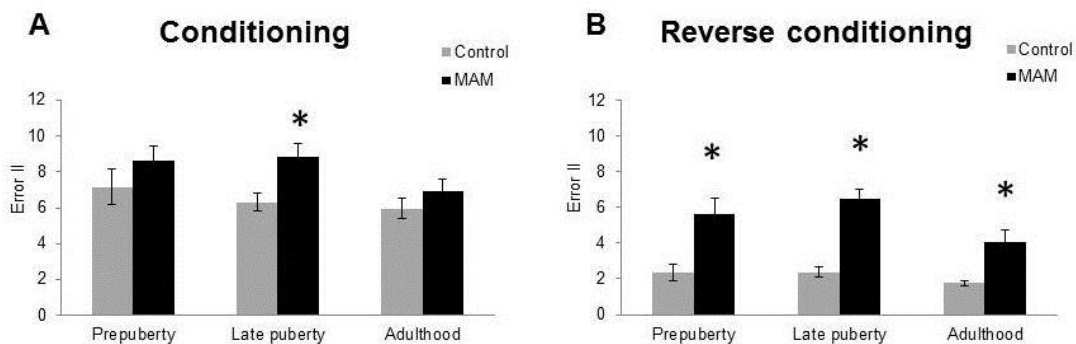 A
Conditioning
Control
MAM
12
10
8
6
4
2
0
Error II
*
Prepuberty
Late puberty
Adulthood
B
Reverse conditioning
Control
MAM
12
10
8
6
4
2
0
Error II
*
*
*
Prepuberty
Late puberty
Adulthood